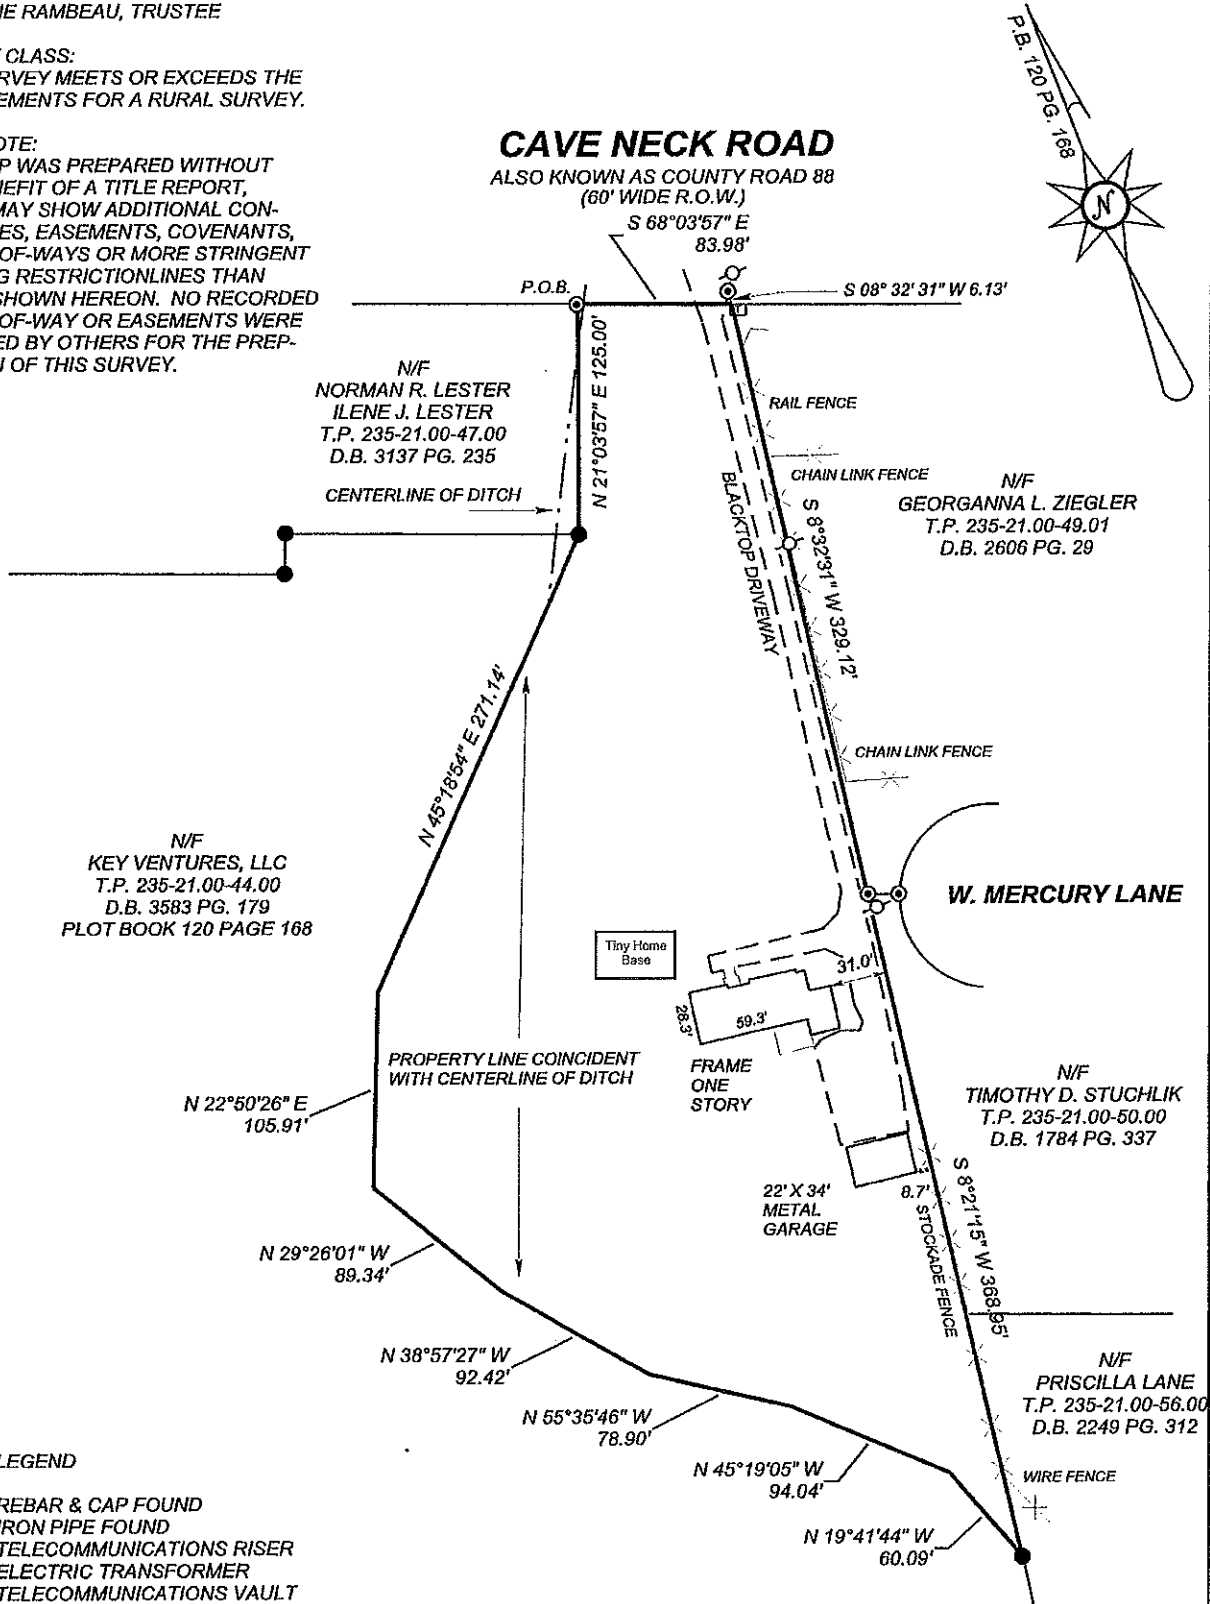 NE RAMBEAU, TRUSTEE
CLASS:
RVEY MEETS OR EXCEEDS THE
EMENTS FOR A RURAL SURVEY.
OTE:
P WAS PREPARED WITHOUT
NEFIT OF A TITLE REPORT,
MAY SHOW ADDITIONAL CON-
ES, EASEMENTS, COVENANTS,
OF-WAYS OR MORE STRINGENT
G RESTRICTIONLINES THAN
SHOWN HEREON. NO RECORDED
OF-WAY OR EASEMENTS WERE
ED BY OTHERS FOR THE PREP-
N OF THIS SURVEY.
P.B. 120 PG. 168
N
CAVE NECK ROAD
ALSO KNOWN AS COUNTY ROAD 88
(60' WIDE R.O.W.)
S 68°03'57" E
83.98'
P.O.B.
S 08° 32' 31" W 6.13'
T
N 21°03'57" E 125.00'
N/F
NORMAN R. LESTER
ILENE J. LESTER
T.P. 235-21.00-47.00
D.B. 3137 PG. 235
CENTERLINE OF DITCH
RAIL FENCE
CHAIN LINK FENCE
BLACKTOP DRIVEWAY
S 8°32'31" W 329.12'
N/F
GEORGANNA L. ZIEGLER
T.P. 235-21.00-49.01
D.B. 2606 PG. 29
N 45°18'54" E 271.14'
CHAIN LINK FENCE
N/F
KEY VENTURES, LLC
T.P. 235-21.00-44.00
D.B. 3583 PG. 179
PLOT BOOK 120 PAGE 168
W. MERCURY LANE
Tiny Home
Base
31.0'
28.3'
59.3'
FRAME
ONE
STORY
PROPERTY LINE COINCIDENT
WITH CENTERLINE OF DITCH
N 22°50'26" E
105.91'
N/F
TIMOTHY D. STUCHLIK
T.P. 235-21.00-50.00
D.B. 1784 PG. 337
22' X 34'
METAL
GARAGE
8.7'
STOCKADE FENCE
S 8°21'15" W 368.95'
N 29°26'01" W
89.34'
N 38°57'27" W
92.42'
N 55°35'46" W
78.90'
N 45°19'05" W
94.04'
N 19°41'44" W
60.09'
N/F
PRISCILLA LANE
T.P. 235-21.00-56.00
D.B. 2249 PG. 312
WIRE FENCE
LEGEND
REBAR & CAP FOUND
IRON PIPE FOUND
TELECOMMUNICATIONS RISER
ELECTRIC TRANSFORMER
TELECOMMUNICATIONS VAULT